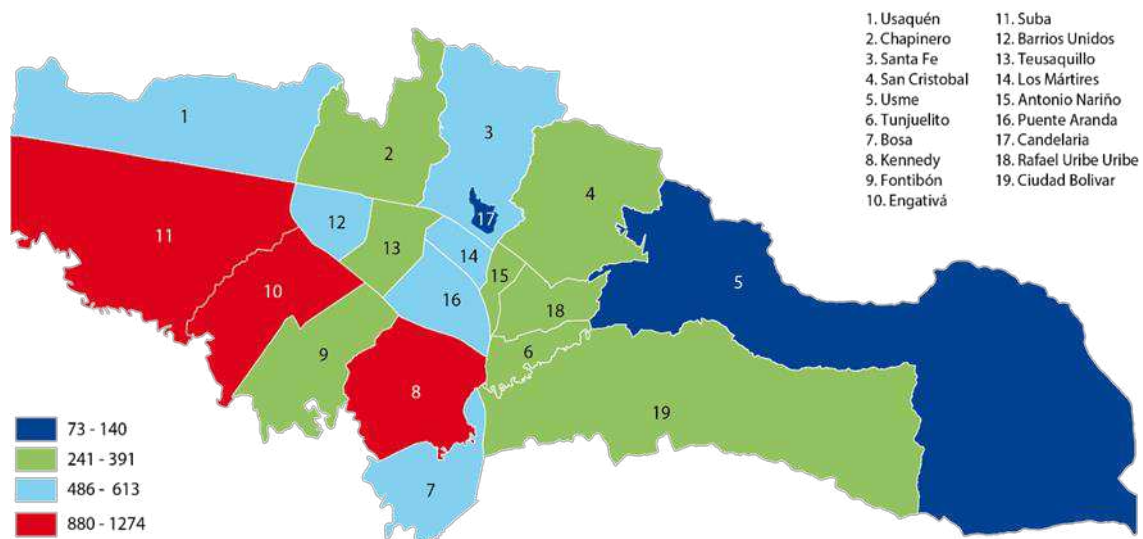 1. Usaquén
2. Chapinero
3. Santa Fe
4. San Cristobal
5. Usme
6. Tunjuelito
7. Bosa
8. Kennedy
9. Fontibón
10. Engativá
11. Suba
12. Barrios Unidos
13. Teusaquillo
14. Los Mártires
15. Antonio Nariño
16. Puente Aranda
17. Candelaria
18. Rafael Uribe Uribe
19. Ciudad Bolivar
1
2
3
4
17
12
11
13
14
15
10
5
16
18
9
6
8
19
7
73 - 140
241 - 391
486 - 613
880 - 1274